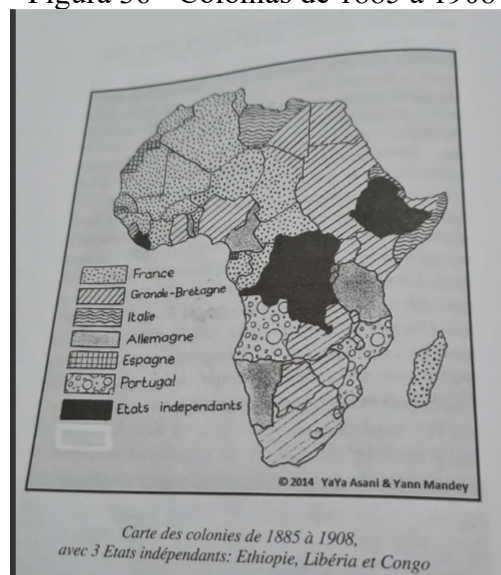 Figura 30 - Colônias de 1885 a 1908
France
Grande-Bretagne
Italie
Allemagne
Espagne
Portugal
Etats indépendants
© 2014 YaYa Asani & Yann Mandey
Carte des colonies de 1885 à 1908,
avec 3 Etats indépendants: Ethiopie, Libéria et Congo